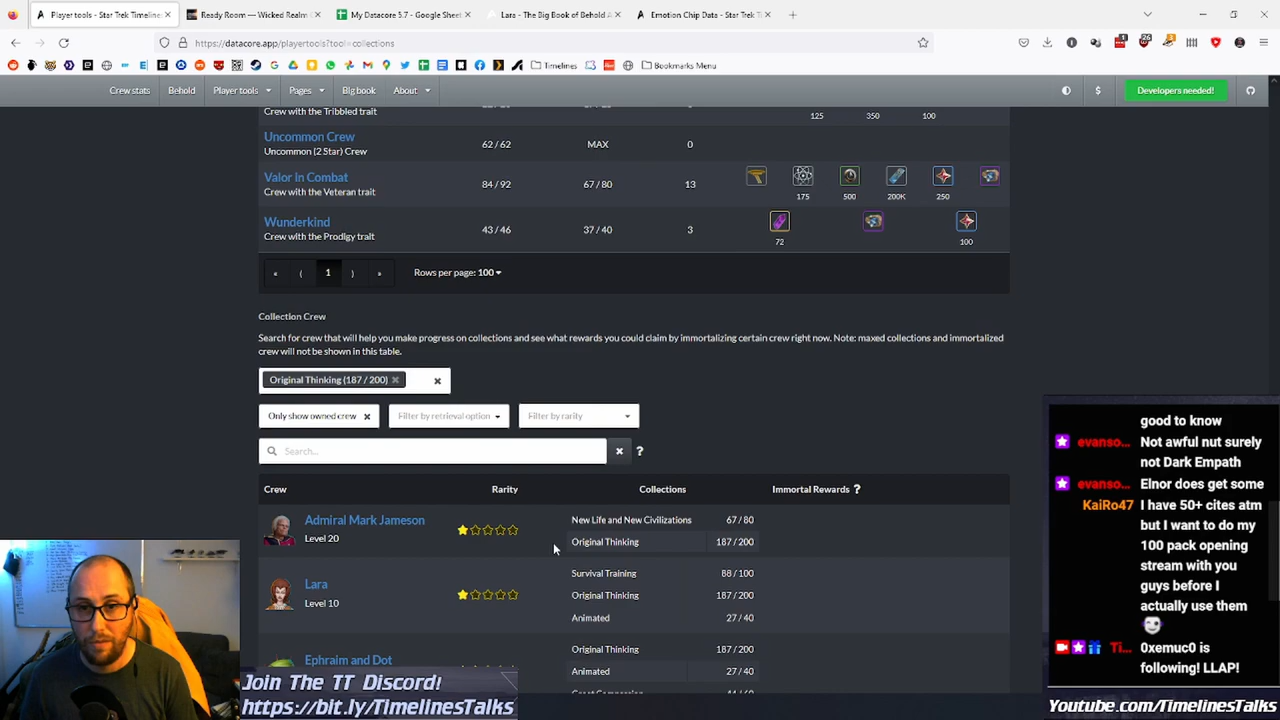 Player tools - Star Trek Timeline
Ready Room — Wicked Realm G
My Datacore 5.7 - Google Sheet
Lara - The Big Book of Behold A
Emotion Chip Data - Star Trek Ti
https://datacore.app/playertools?tool=collections
Timelines
Bookmarks Menu
Crew stats
Behold
Player tools
Pages
Big book
About
Developers needed!
Crew with the Tribbled trait
125
350
100
Uncommon Crew
Uncommon (2 Star) Crew
62 / 62
MAX
0
Valor in Combat
Crew with the Veteran trait
84 / 92
67 / 80
13
175
500
200K
250
Wunderkind
Crew with the Prodigy trait
43 / 46
37 / 40
3
72
100
1
Rows per page: 100
Collection Crew
Search for crew that will help you make progress on collections and see what rewards you could claim by immortalizing certain crew right now. Note: maxed collections and immortalized
crew will not be shown in this table.
Original Thinking (187 / 200)
Only show owned crew
Filter by retrieval option
Filter by rarity
Search...
Crew
Rarity
Collections
Immortal Rewards
Admiral Mark Jameson
Level 20
New Life and New Civilizations 67 / 80
Original Thinking 187 / 200
Lara
Level 10
Survival Training 88 / 100
Original Thinking 187 / 200
Animated 27 / 40
Ephraim and Dot
Original Thinking 187 / 200
Animated 27 / 40
good to know
evanso... Not awful nut surely
not Dark Empath
evanso... Elnor does get some
KaiRo47 I have 50+ cites atm
but I want to do my
100 pack opening
stream with you
guys before I
actually use them
Ti... 0xemuc0 is
following! LLAP!
Join The TT Discord!
https://bit.ly/TimelinesTalks
Youtube.com/TimelinesTalks